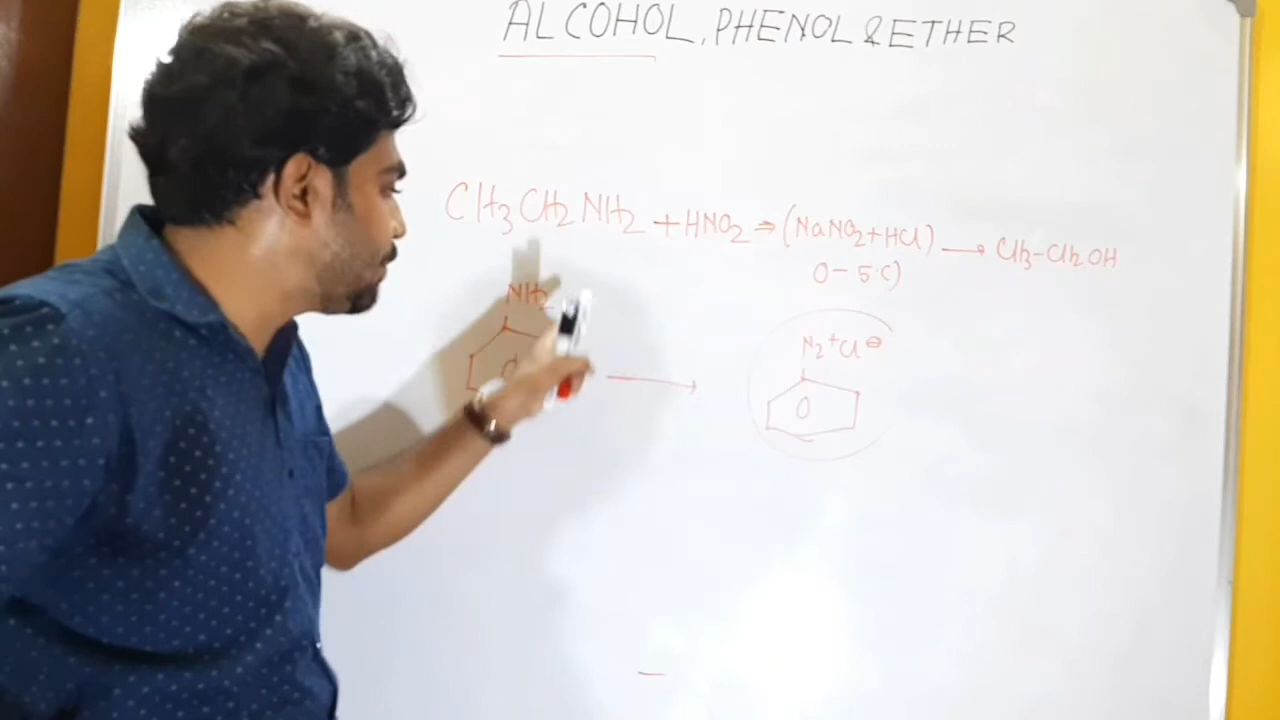 ALCOHOL, PHENOL & ETHER
CH3CH2NH2 + HNO2 ⇒ (NaNO2+HCl) → CH3-CH2OH
0-5°C)
NH2
N2+Cl⊖